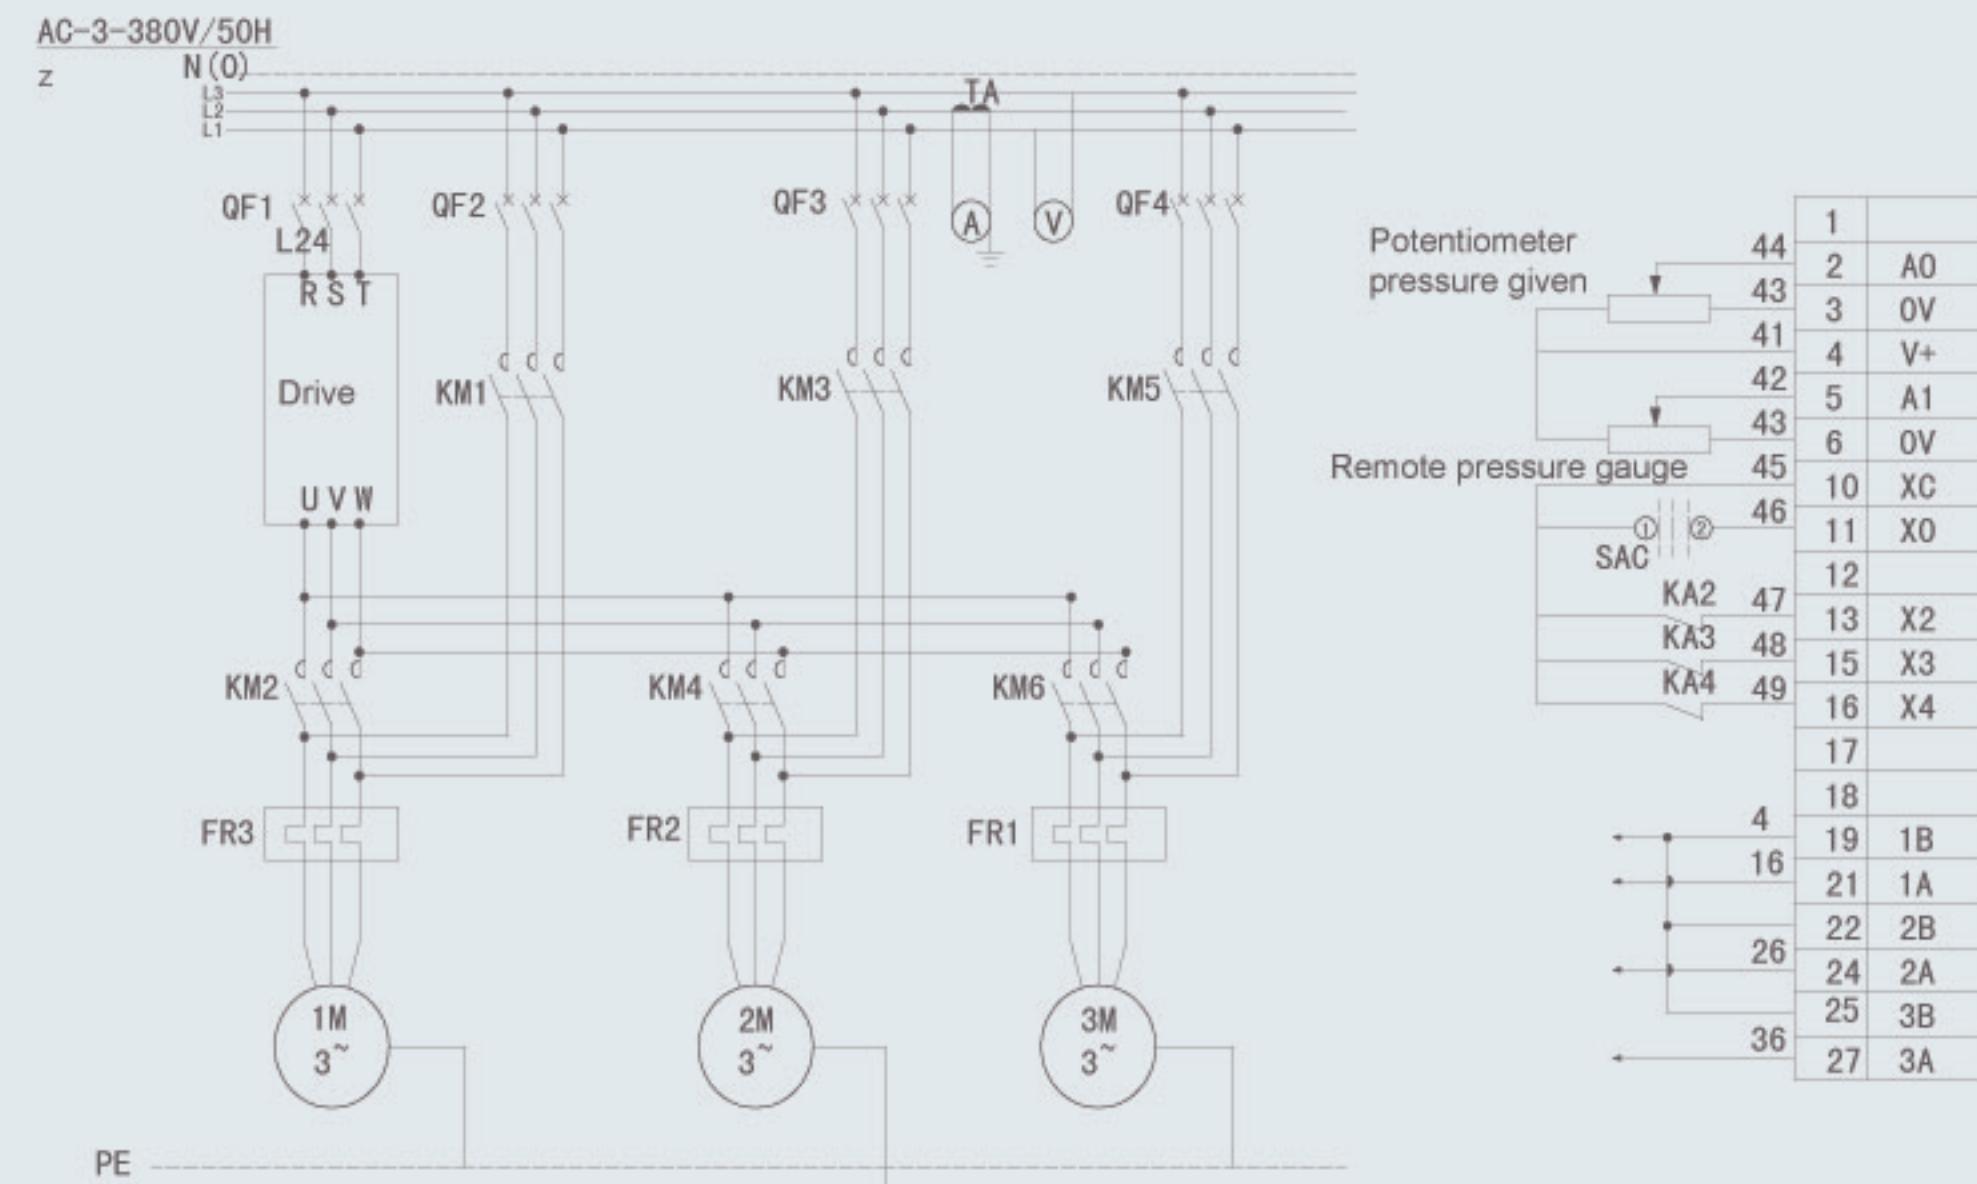 AC-3-380V/50H
z
N(O)
L3
L2
L1
TA
QF1
QF2
QF3
QF4
A
V
L24
R S T
Drive
U V W
KM1
KM3
KM5
KM2
KM4
KM6
FR3
FR2
FR1
1M
3~
2M
3~
3M
3~
PE
Potentiometer
pressure given
Remote pressure gauge
SAC
1
2
KA2
KA3
KA4
1
44 2 A0
43 3 0V
41 4 V+
42 5 A1
43 6 0V
45 10 XC
46 11 X0
12
47 13 X2
48 15 X3
49 16 X4
17
18
4 19 1B
16 21 1A
22 2B
26 24 2A
25 3B
36 27 3A